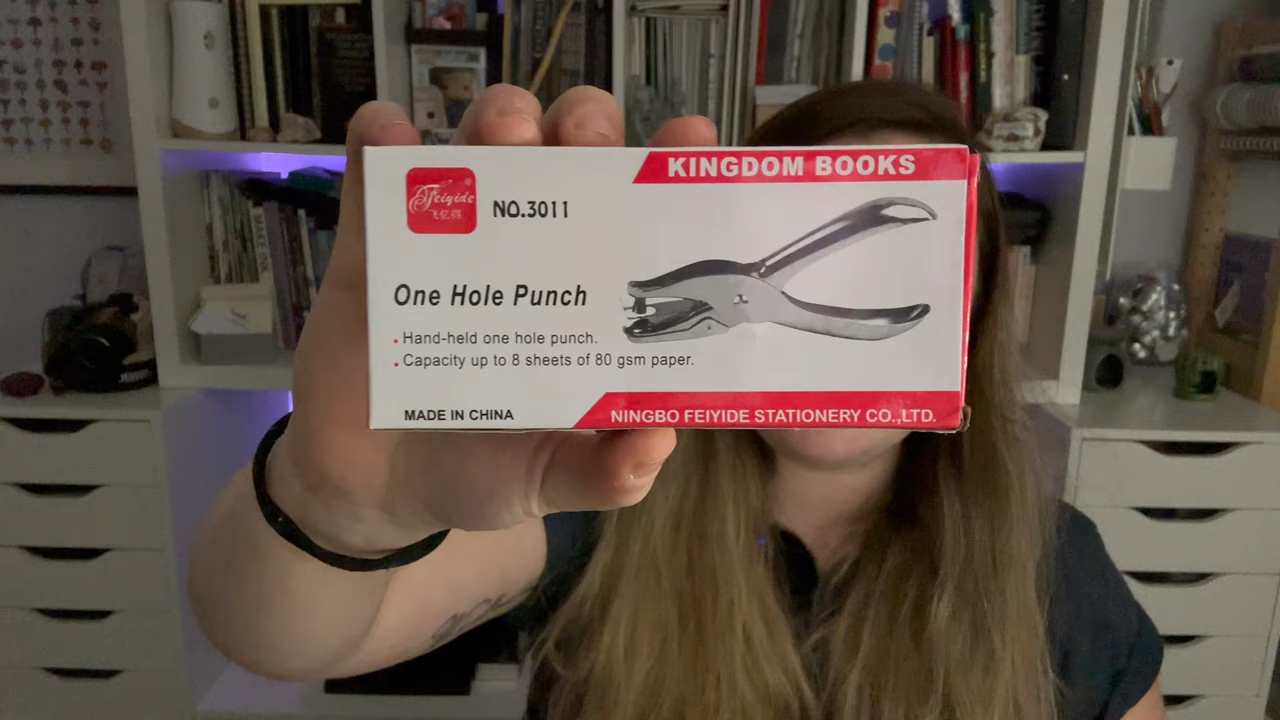 KINGDOM BOOKS
Feiyide
®
飞亿得
NO.3011
One Hole Punch
Hand-held one hole punch.
Capacity up to 8 sheets of 80 gsm paper.
MADE IN CHINA
NINGBO FEIYIDE STATIONERY CO.,LTD.